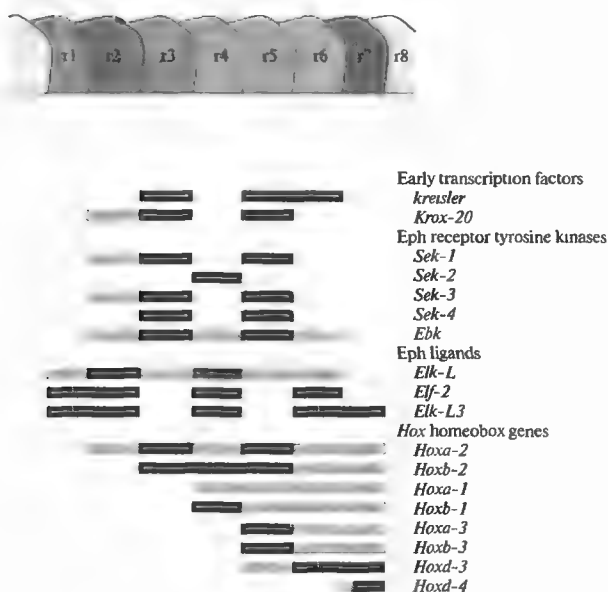 r1 r2 r3 r4 r5 r6 r7 r8
Early transcription factors
kreisler
Krox-20
Eph receptor tyrosine kinases
Sek-1
Sek-2
Sek-3
Sek-4
Ebk
Eph ligands
Elk-L
Elf-2
Elk-L3
Hox homeobox genes
Hoxa-2
Hoxb-2
Hoxa-1
Hoxb-1
Hoxa-3
Hoxb-3
Hoxd-3
Hoxd-4